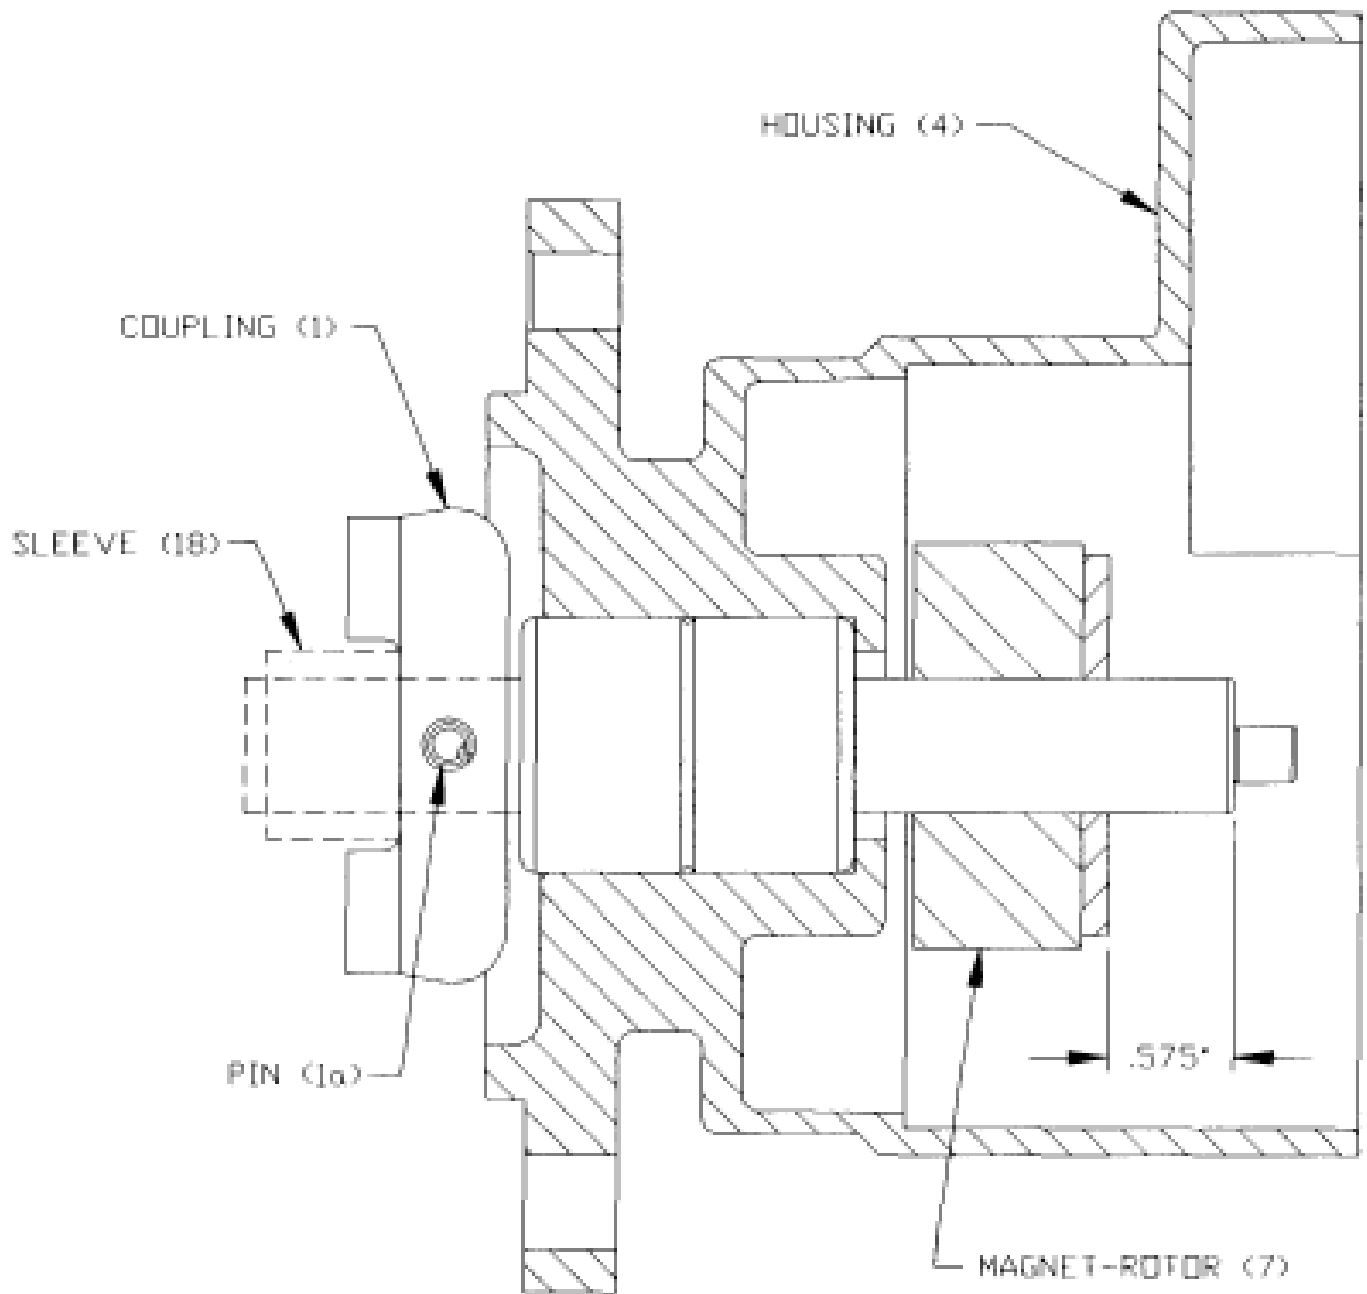 HOUSING (4)
COUPLING (1)
SLEEVE (18)
PIN (1a)
.575"
MAGNET-ROTOR (7)